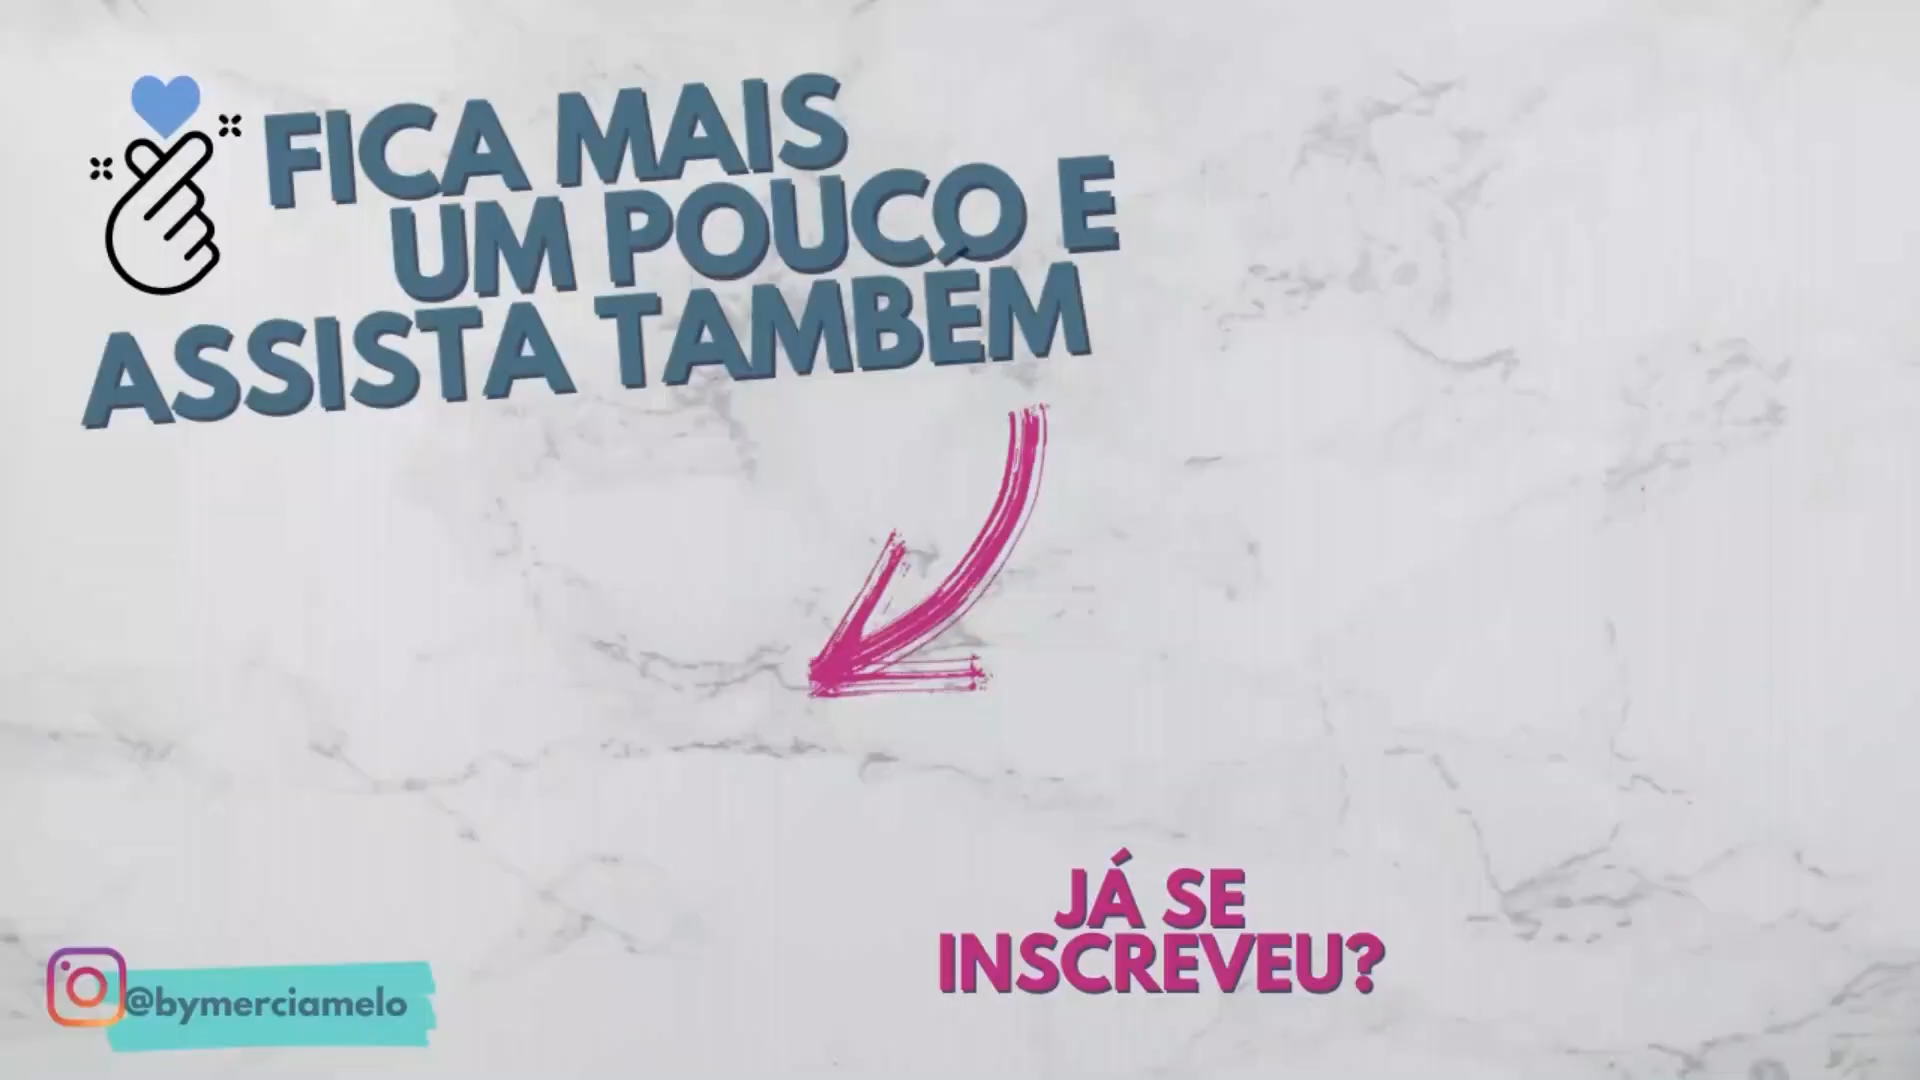 FICA MAIS
UM POUCO E
ASSISTA TAMBÉM
JÁ SE
INSCREVEU?
@bymerciamelo